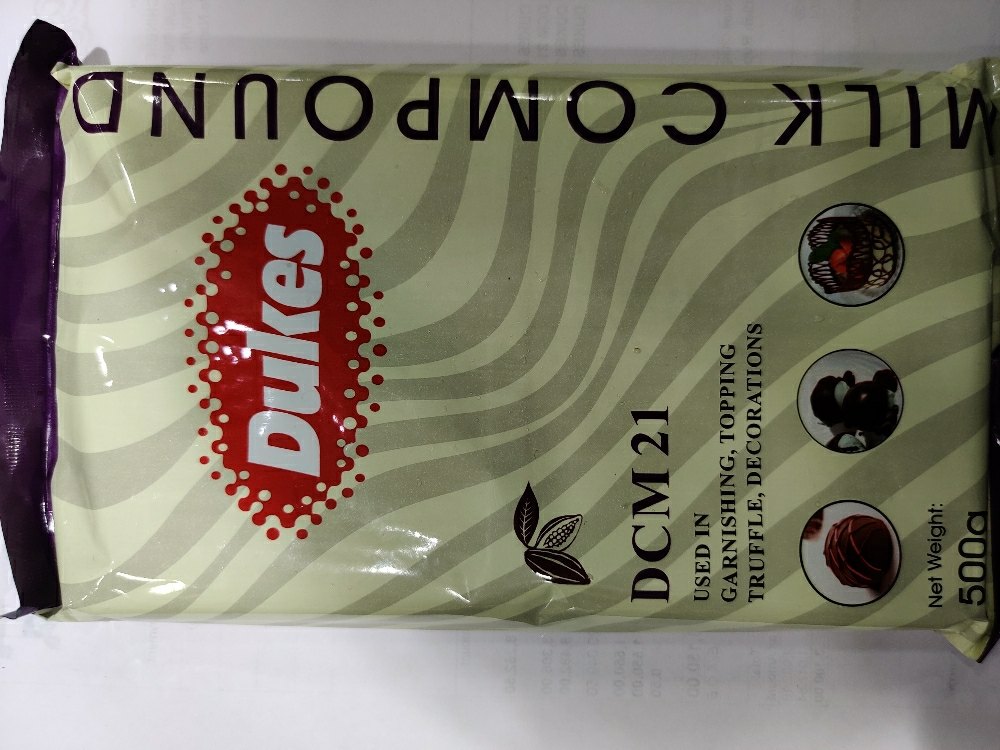 MILK COMPOUND
Dukes
DCM 21
USED IN
GARNISHING, TOPPING
TRUFFLE, DECORATIONS
Net Weight:
500g